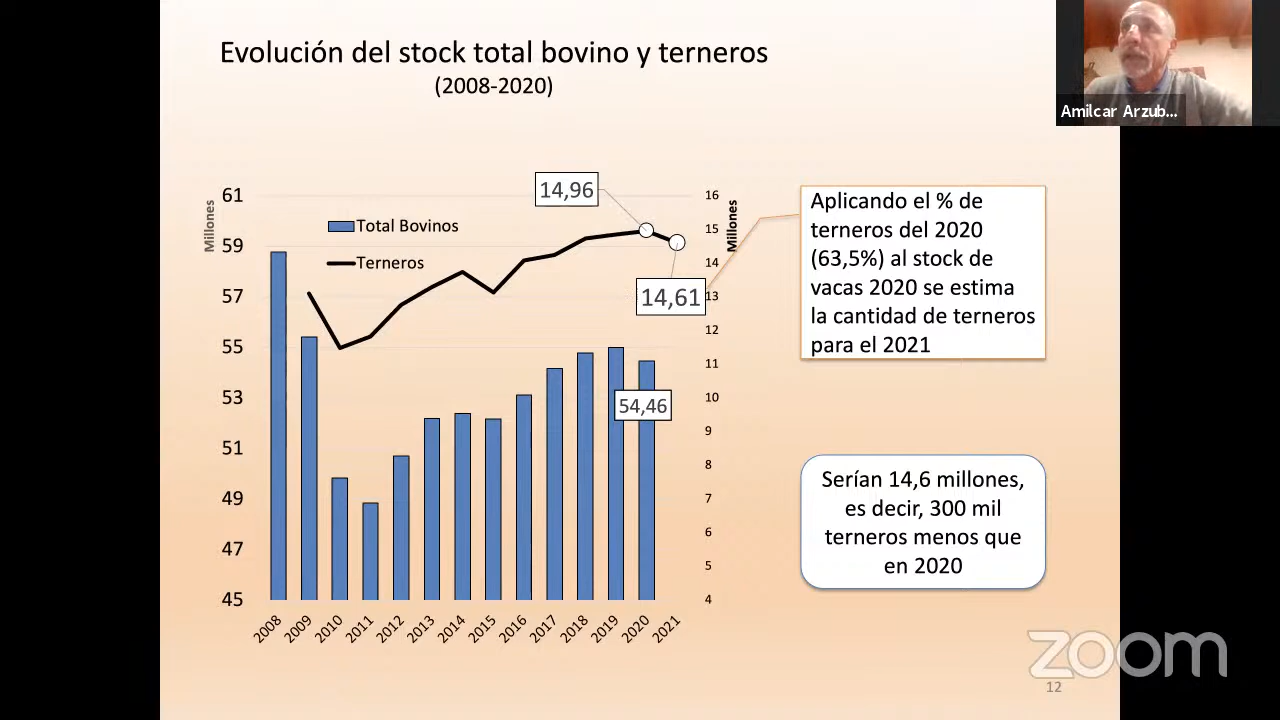 Evolución del stock total bovino y terneros
(2008-2020)
Amilcar Arzub...
Millones
61
59
57
55
53
51
49
47
45
Total Bovinos
Terneros
14,96
14,61
54,46
Millones
16
15
14
13
12
11
10
9
8
7
6
5
4
2008
2009
2010
2011
2012
2013
2014
2015
2016
2017
2018
2019
2020
2021
Aplicando el % de
terneros del 2020
(63,5%) al stock de
vacas 2020 se estima
la cantidad de terneros
para el 2021
Serían 14,6 millones,
es decir, 300 mil
terneros menos que
en 2020
zoom
12